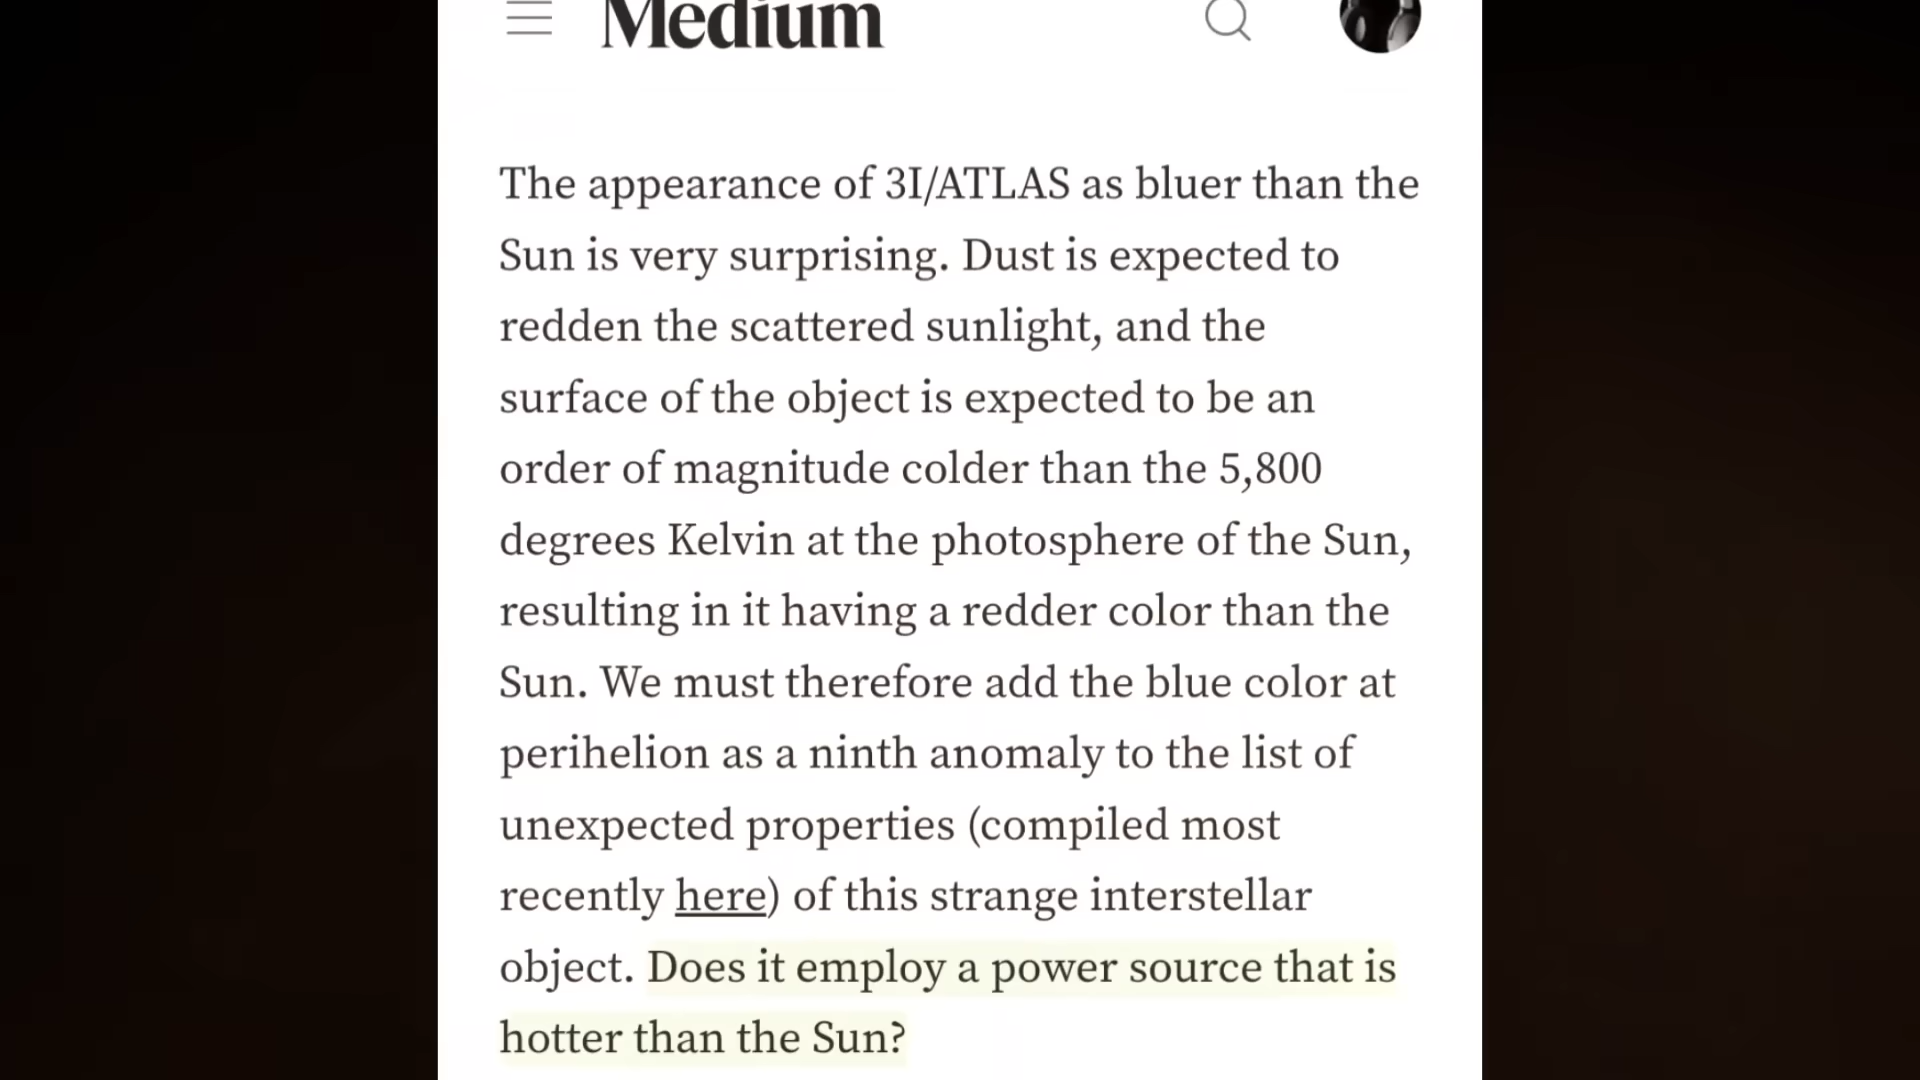 Medium
The appearance of 3I/ATLAS as bluer than the
Sun is very surprising. Dust is expected to
redden the scattered sunlight, and the
surface of the object is expected to be an
order of magnitude colder than the 5,800
degrees Kelvin at the photosphere of the Sun,
resulting in it having a redder color than the
Sun. We must therefore add the blue color at
perihelion as a ninth anomaly to the list of
unexpected properties (compiled most
recently here) of this strange interstellar
object. Does it employ a power source that is
hotter than the Sun?